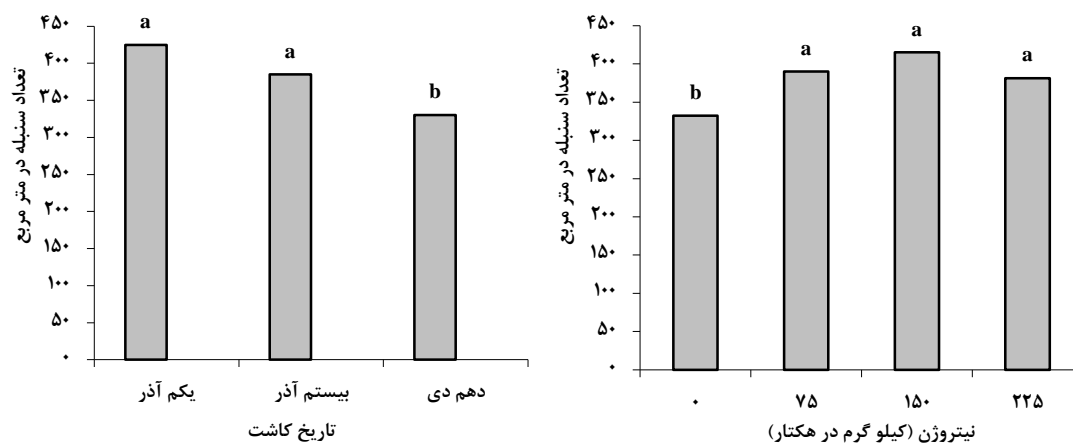 تعداد سنبله در متر مربع
۴۵۰
۴۰۰
۳۵۰
۳۰۰
۲۵۰
۲۰۰
۱۵۰
۱۰۰
۵۰
۰
a
a
b
یکم آذر
بیستم آذر
دهم دی
تاریخ کاشت
تعداد سنبله در متر مربع
۴۵۰
۴۰۰
۳۵۰
۳۰۰
۲۵۰
۲۰۰
۱۵۰
۱۰۰
۵۰
۰
b
a
a
a
۰
۷۵
۱۵۰
۲۲۵
نیتروژن (کیلو گرم در هکتار)